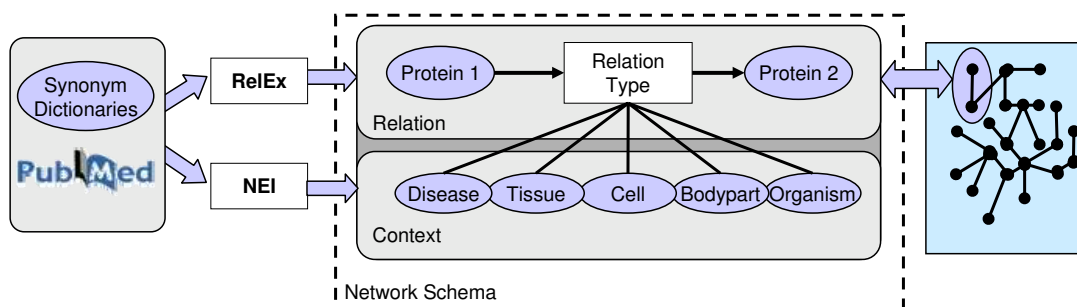 Synonym
Dictionaries
PubMed
RelEx
NEI
Protein 1
Relation
Type
Protein 2
Relation
Disease
Tissue
Cell
Bodypart
Organism
Context
Network Schema